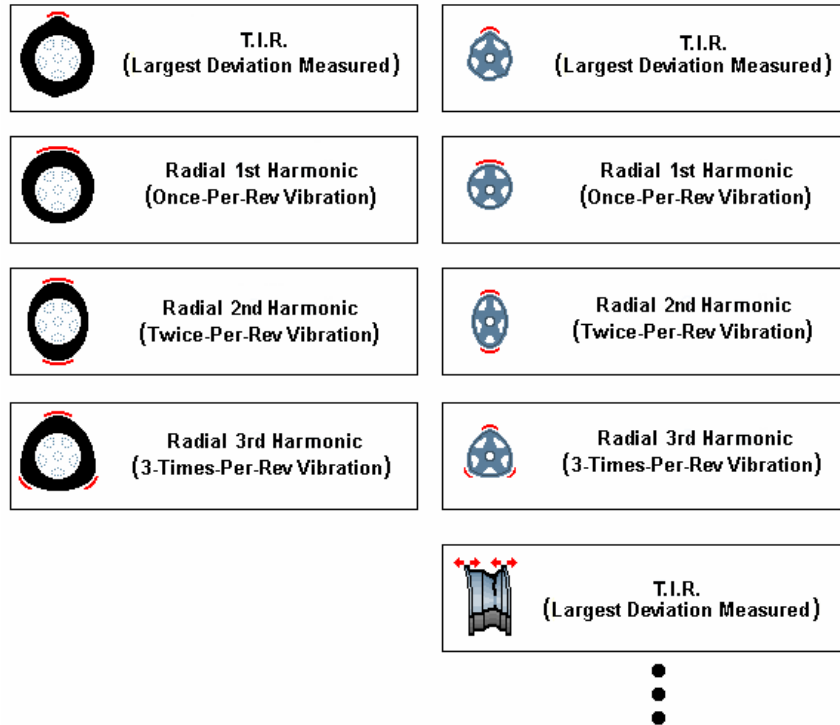 T.I.R.
(Largest Deviation Measured)
T.I.R.
(Largest Deviation Measured)
Radial 1st Harmonic
(Once-Per-Rev Vibration)
Radial 1st Harmonic
(Once-Per-Rev Vibration)
Radial 2nd Harmonic
(Twice-Per-Rev Vibration)
Radial 2nd Harmonic
(Twice-Per-Rev Vibration)
Radial 3rd Harmonic
(3-Times-Per-Rev Vibration)
Radial 3rd Harmonic
(3-Times-Per-Rev Vibration)
T.I.R.
(Largest Deviation Measured)